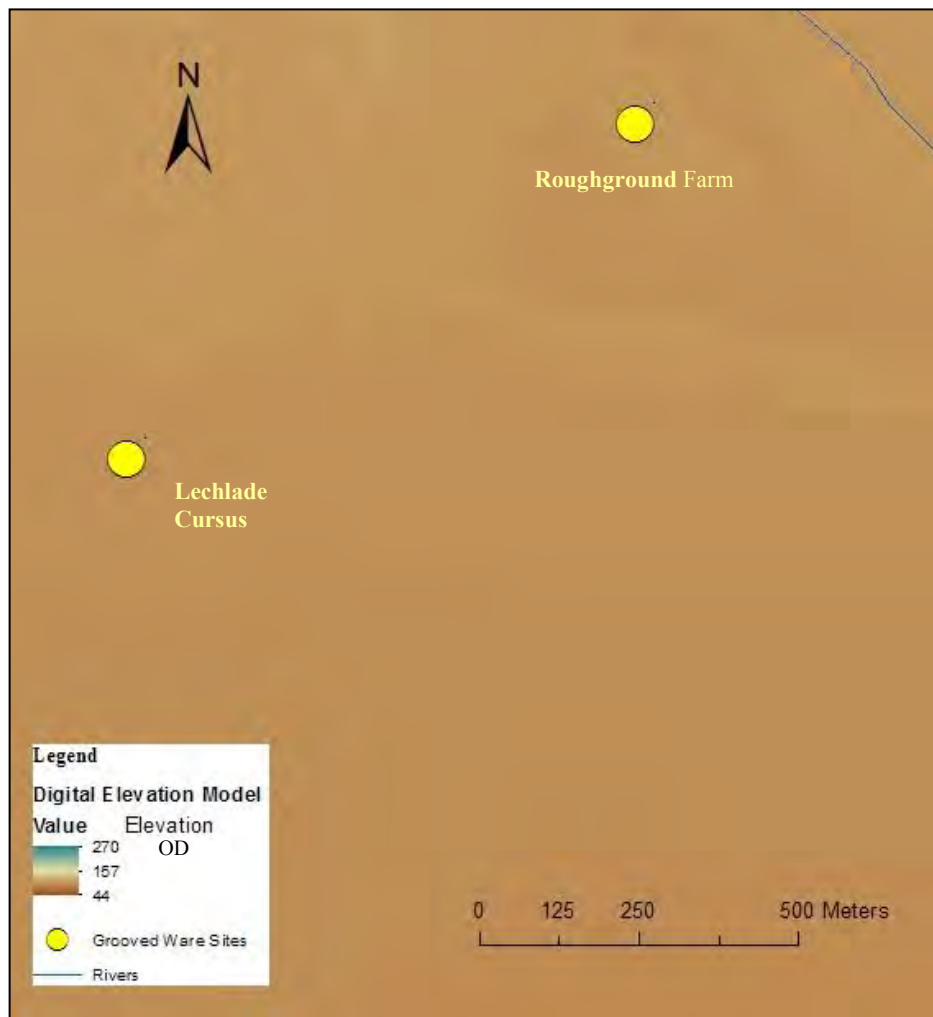 N
Roughground Farm
Lechlade
Cursus
Legend
Digital Elevation Model
Value Elevation
270 OD
157
44
Grooved Ware Sites
Rivers
0 125 250 500 Meters